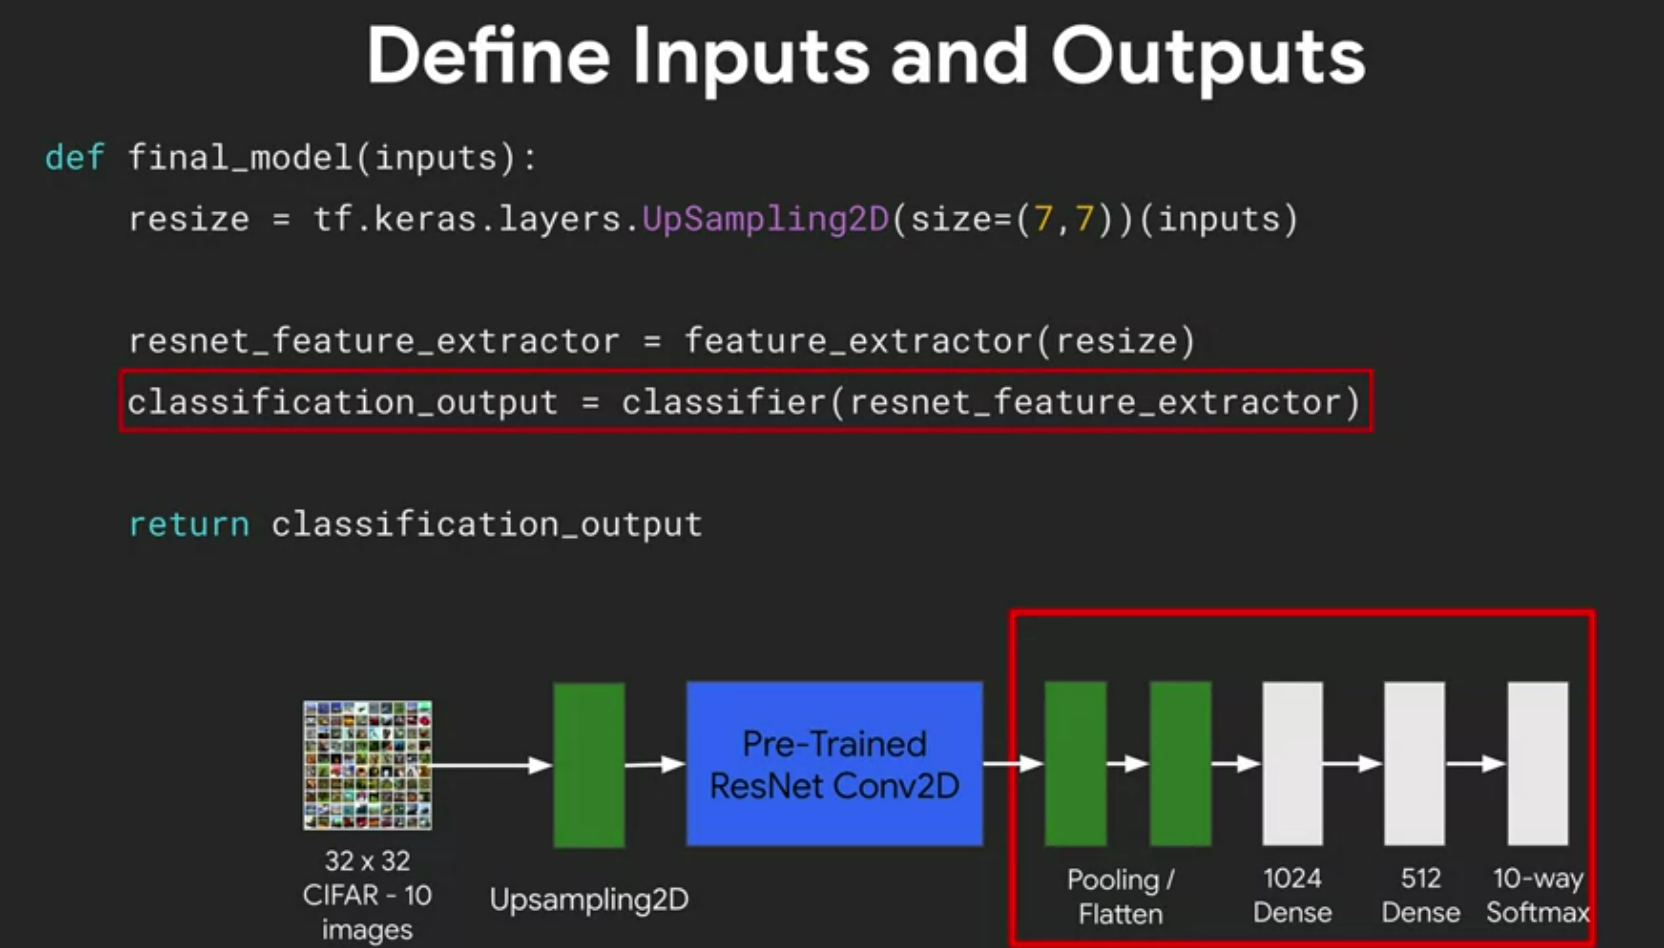 Define Inputs and Outputs
def final_model(inputs):
resize = tf.keras.layers.UpSampling2D(size=(7,7))(inputs)
resnet_feature_extractor = feature_extractor(resize)
classification_output = classifier(resnet_feature_extractor)
return classification_output
Pre-Trained
ResNet Conv2D
32 x 32
CIFAR - 10
images
Upsampling2D
Pooling /
Flatten
1024
Dense
512
Dense
10-way
Softmax